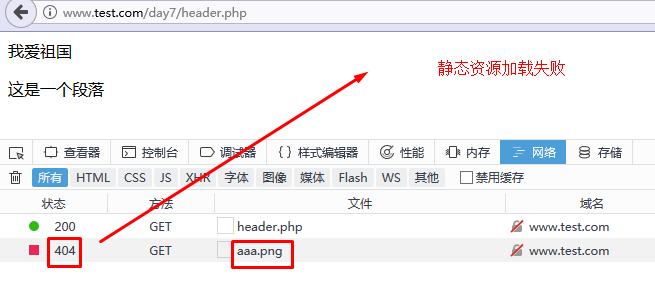 www.test.com/day7/header.php
我爱祖国
静态资源加载失败
这是一个段落
查看器 控制台 调试器 { } 样式编辑器 性能 内存 网络 存储
所有 HTML CSS JS XHR 字体 图像 媒体 Flash WS 其他 禁用缓存
状态 方法 文件 域名
200 GET header.php www.test.com
404 GET aaa.png www.test.com